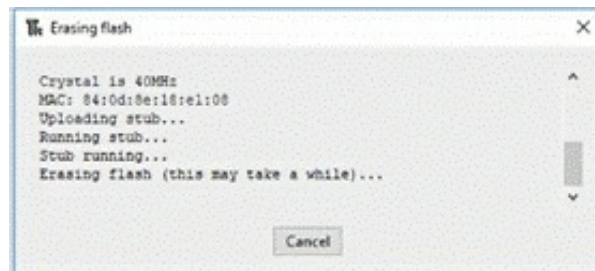 Erasing flash
Crystal is 40MHz
MAC: 84:0d:8e:18:e1:08
Uploading stub...
Running stub...
Stub running...
Erasing flash (this may take a while)...
Cancel